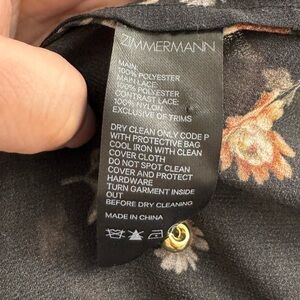 ZIMMERMANN
MAIN:
100% POLYESTER
MAIN LACE:
100% POLYESTER
CONTRAST LACE:
100% NYLON
EXCLUSIVE OF TRIMS
DRY CLEAN ONLY CODE P
WITH PROTECTIVE BAG
COOL IRON WITH CLEAN
COVER CLOTH
DO NOT SPOT CLEAN
COVER AND PROTECT
HARDWARE
TURN GARMENT INSIDE
OUT
BEFORE DRY CLEANING
MADE IN CHINA